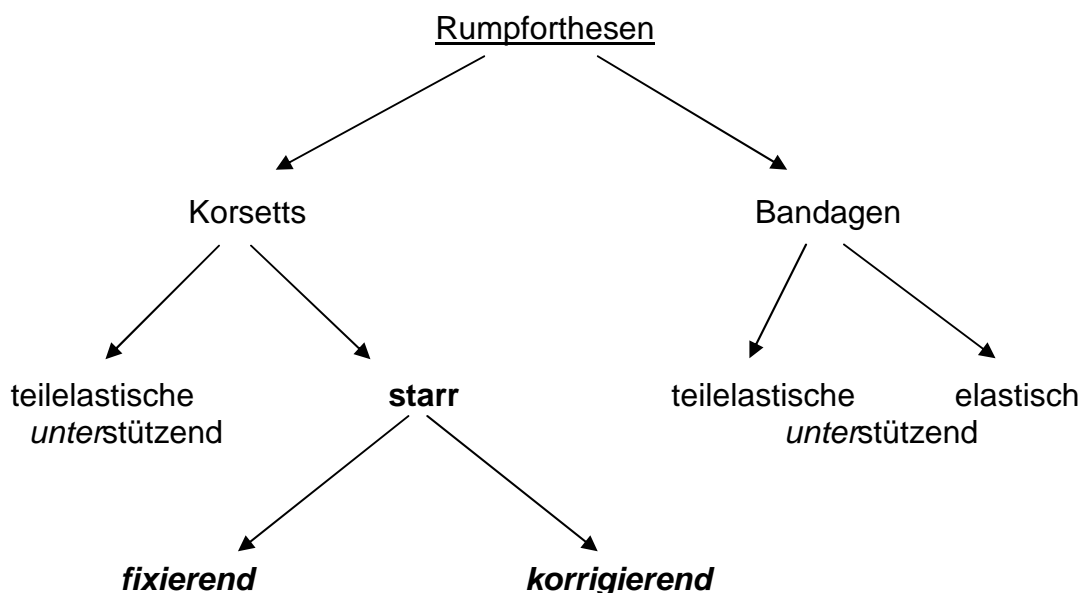 Rumpforthesen
Korsetts Bandagen
teilelastische starr teilelastische elastisch
unterstützend unterstützend
fixierend korrigierend